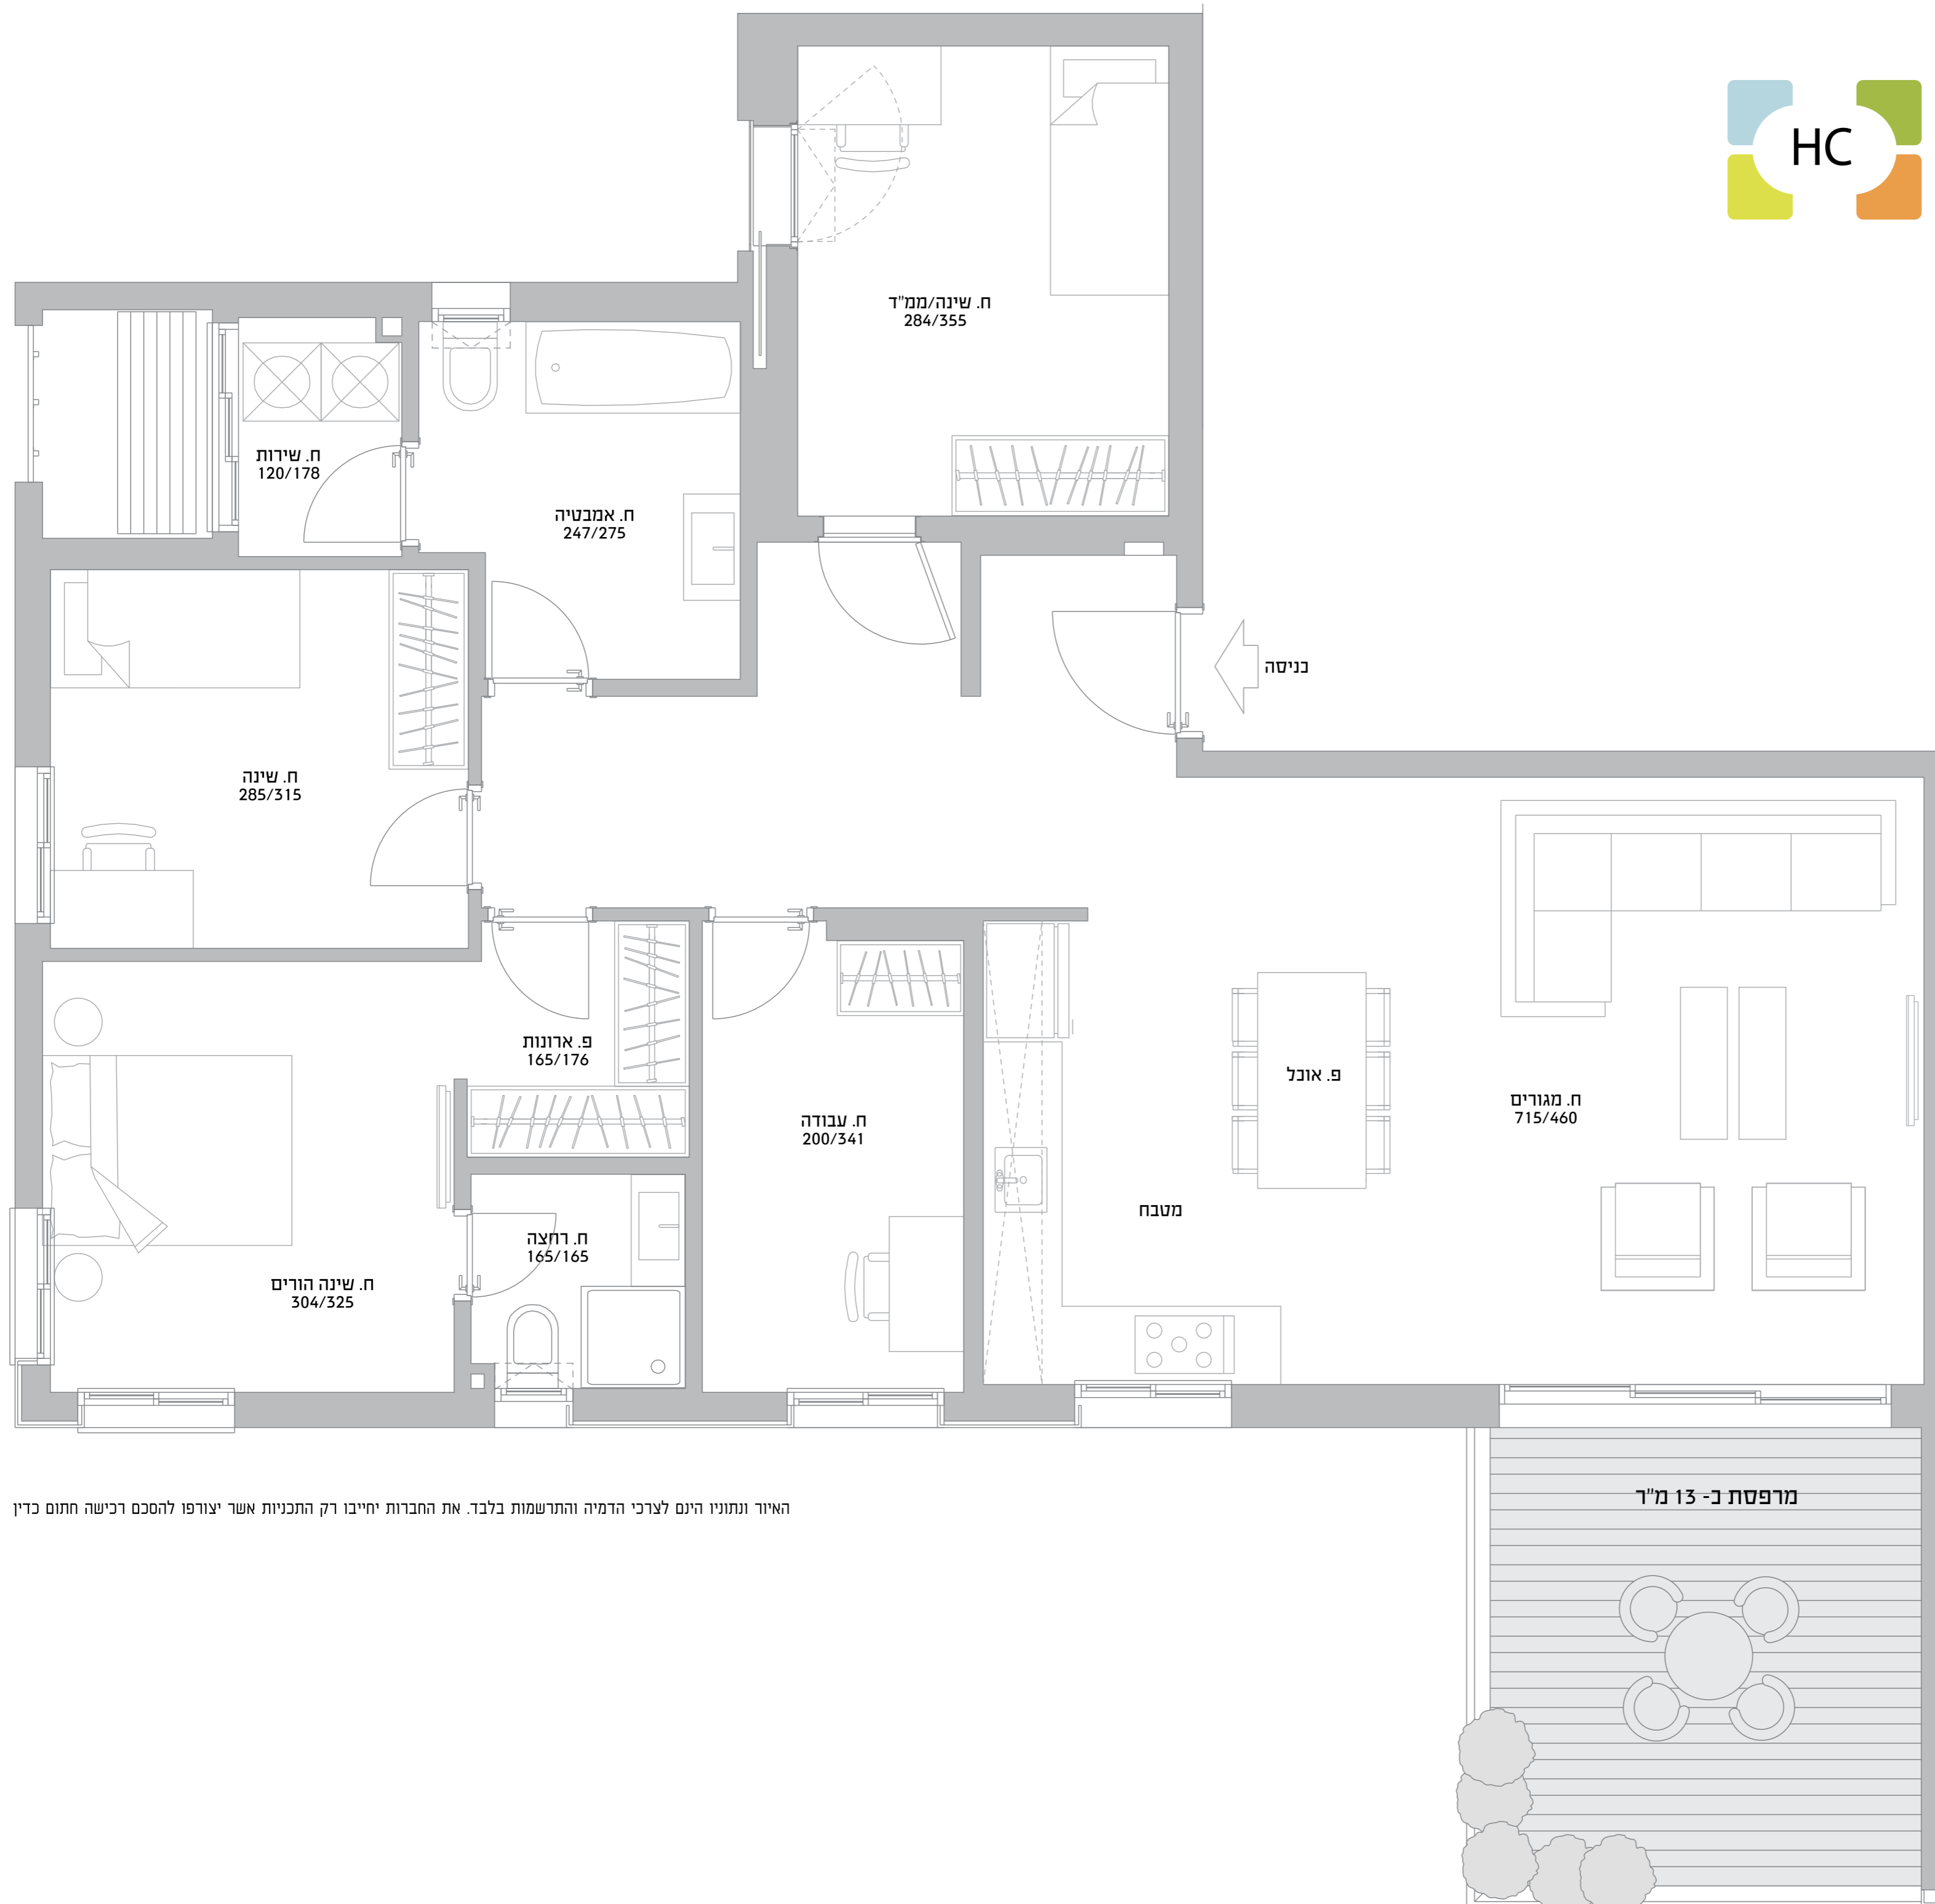 HC
ח. שינה/ממ"ד
284/355
ח. שירות
120/178
ח. אמבטיה
247/275
כניסה
ח. שינה
285/315
פ. ארונות
165/176
פ. אוכל
ח. מגורים
715/460
ח. עבודה
200/341
מטבח
ח. רחצה
165/165
ח. שינה הורים
304/325
מרפסת כ- 13 מ"ר
האיור ונתוניו הינם לצרכי הדמיה והתרשמות בלבד. את החברות יחייבו רק התכניות אשר יצורפו להסכם רכישה חתום כדין